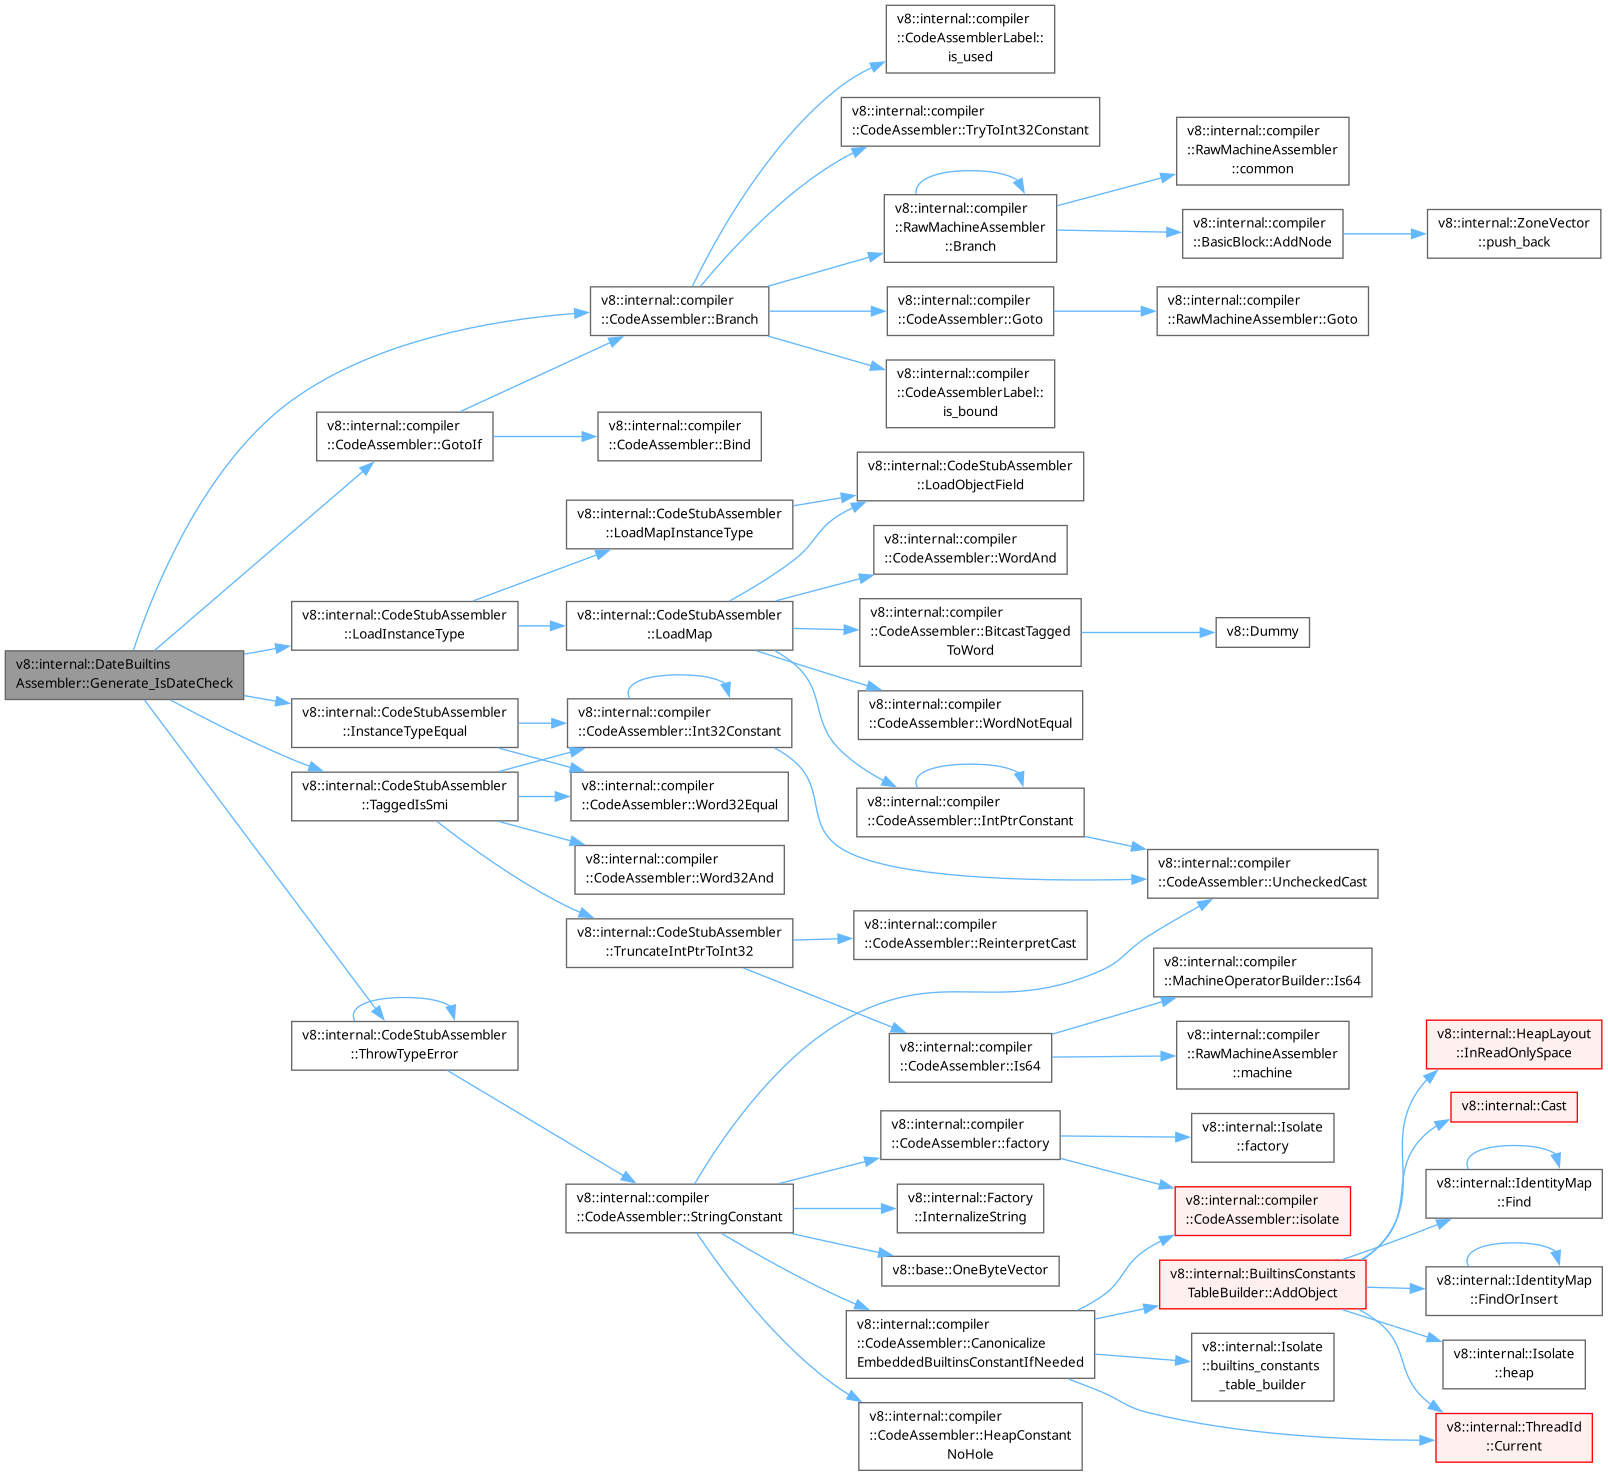 v8::internal::DateBuiltins
Assembler::Generate_IsDateCheck
v8::internal::compiler
::CodeAssembler::Branch
v8::internal::compiler
::CodeAssemblerLabel::
is_used
v8::internal::compiler
::CodeAssembler::TryToInt32Constant
v8::internal::compiler
::RawMachineAssembler
::Branch
v8::internal::compiler
::RawMachineAssembler
::common
v8::internal::compiler
::BasicBlock::AddNode
v8::internal::ZoneVector
::push_back
v8::internal::compiler
::CodeAssembler::Goto
v8::internal::compiler
::RawMachineAssembler::Goto
v8::internal::compiler
::CodeAssemblerLabel::
is_bound
v8::internal::compiler
::CodeAssembler::GotoIf
v8::internal::compiler
::CodeAssembler::Bind
v8::internal::CodeStubAssembler
::LoadInstanceType
v8::internal::CodeStubAssembler
::LoadMapInstanceType
v8::internal::CodeStubAssembler
::LoadObjectField
v8::internal::CodeStubAssembler
::LoadMap
v8::internal::compiler
::CodeAssembler::WordAnd
v8::internal::compiler
::CodeAssembler::BitcastTagged
ToWord
v8::Dummy
v8::internal::compiler
::CodeAssembler::WordNotEqual
v8::internal::compiler
::CodeAssembler::IntPtrConstant
v8::internal::compiler
::CodeAssembler::UncheckedCast
v8::internal::CodeStubAssembler
::InstanceTypeEqual
v8::internal::compiler
::CodeAssembler::Int32Constant
v8::internal::compiler
::CodeAssembler::Word32Equal
v8::internal::CodeStubAssembler
::TaggedIsSmi
v8::internal::compiler
::CodeAssembler::Word32And
v8::internal::CodeStubAssembler
::TruncateIntPtrToInt32
v8::internal::compiler
::CodeAssembler::ReinterpretCast
v8::internal::compiler
::CodeAssembler::Is64
v8::internal::compiler
::MachineOperatorBuilder::Is64
v8::internal::compiler
::RawMachineAssembler
::machine
v8::internal::CodeStubAssembler
::ThrowTypeError
v8::internal::compiler
::CodeAssembler::StringConstant
v8::internal::compiler
::CodeAssembler::factory
v8::internal::Isolate
::factory
v8::internal::compiler
::CodeAssembler::isolate
v8::internal::Factory
::InternalizeString
v8::base::OneByteVector
v8::internal::compiler
::CodeAssembler::Canonicalize
EmbeddedBuiltinsConstantIfNeeded
v8::internal::BuiltinsConstants
TableBuilder::AddObject
v8::internal::HeapLayout
::InReadOnlySpace
v8::internal::Cast
v8::internal::IdentityMap
::Find
v8::internal::IdentityMap
::FindOrInsert
v8::internal::Isolate
::heap
v8::internal::ThreadId
::Current
v8::internal::Isolate
::builtins_constants
_table_builder
v8::internal::compiler
::CodeAssembler::HeapConstant
NoHole